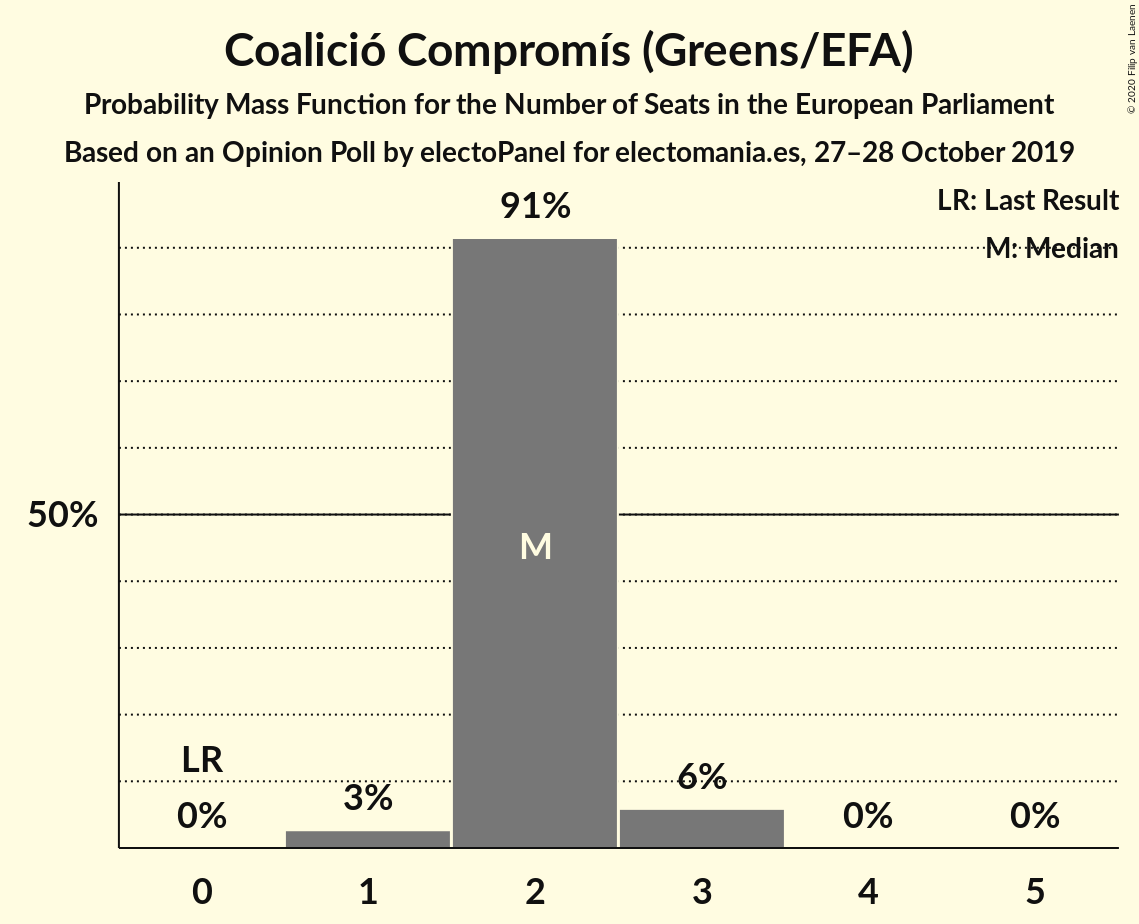 Coalició Compromís (Greens/EFA)
Probability Mass Function for the Number of Seats in the European Parliament
Based on an Opinion Poll by electoPanel for electomania.es, 27–28 October 2019
© 2020 Filip van Laenen
LR: Last Result
M: Median
91%
50%
M
LR
0%
3%
6%
0%
0%
0 1 2 3 4 5